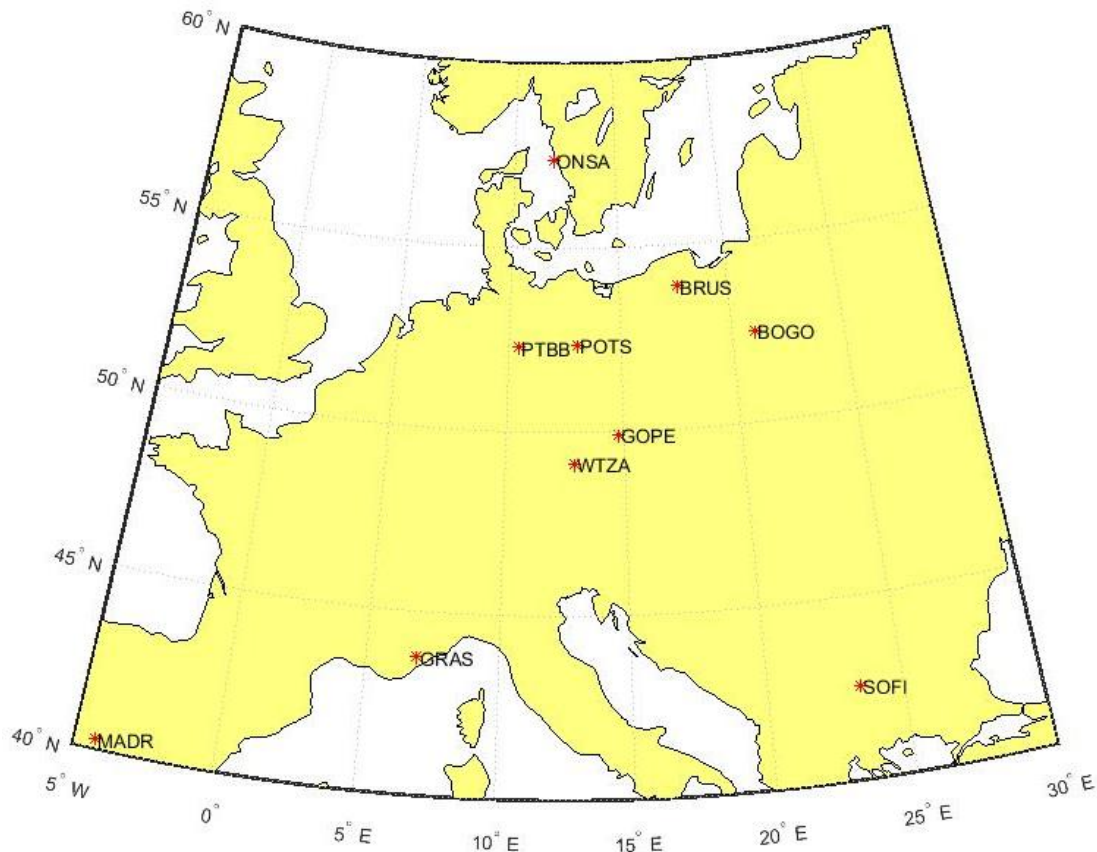 60° N
ONSA
55° N
BRUS
BOGO
PTBB
POTS
50° N
GOPE
WTZA
45° N
GRAS
SOFI
40° N
MADR
5° W
0°
5° E
10° E
15° E
20° E
25° E
30° E